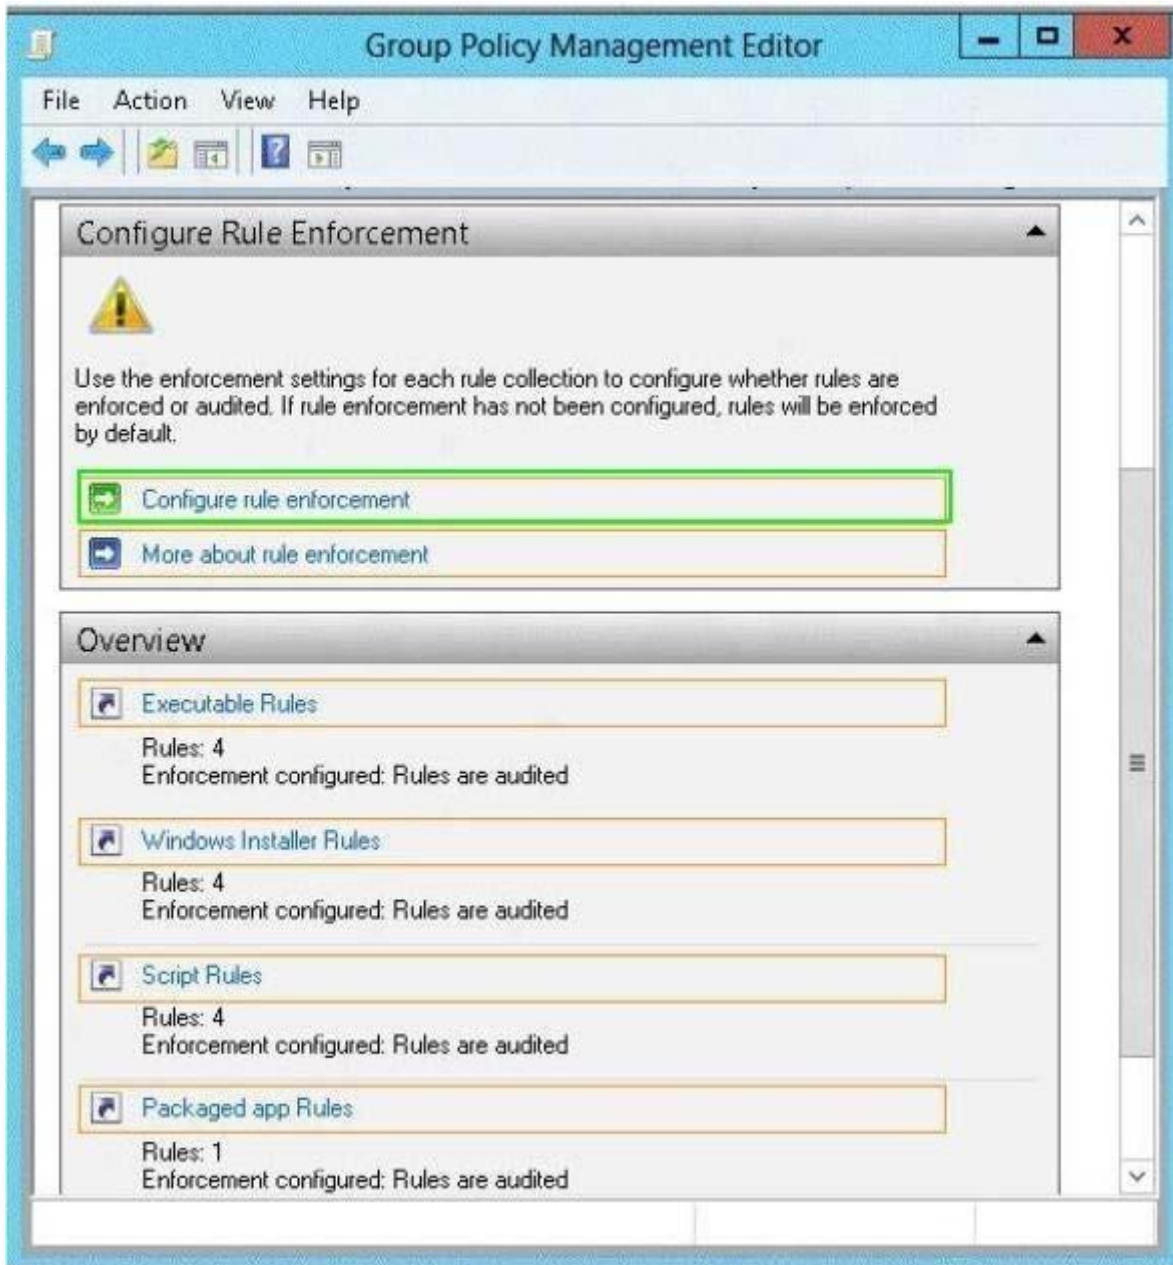 Group Policy Management Editor
File Action View Help
Configure Rule Enforcement
Use the enforcement settings for each rule collection to configure whether rules are
enforced or audited. If rule enforcement has not been configured, rules will be enforced
by default.
Configure rule enforcement
More about rule enforcement
Overview
Executable Rules
Rules: 4
Enforcement configured: Rules are audited
Windows Installer Rules
Rules: 4
Enforcement configured: Rules are audited
Script Rules
Rules: 4
Enforcement configured: Rules are audited
Packaged app Rules
Rules: 1
Enforcement configured: Rules are audited